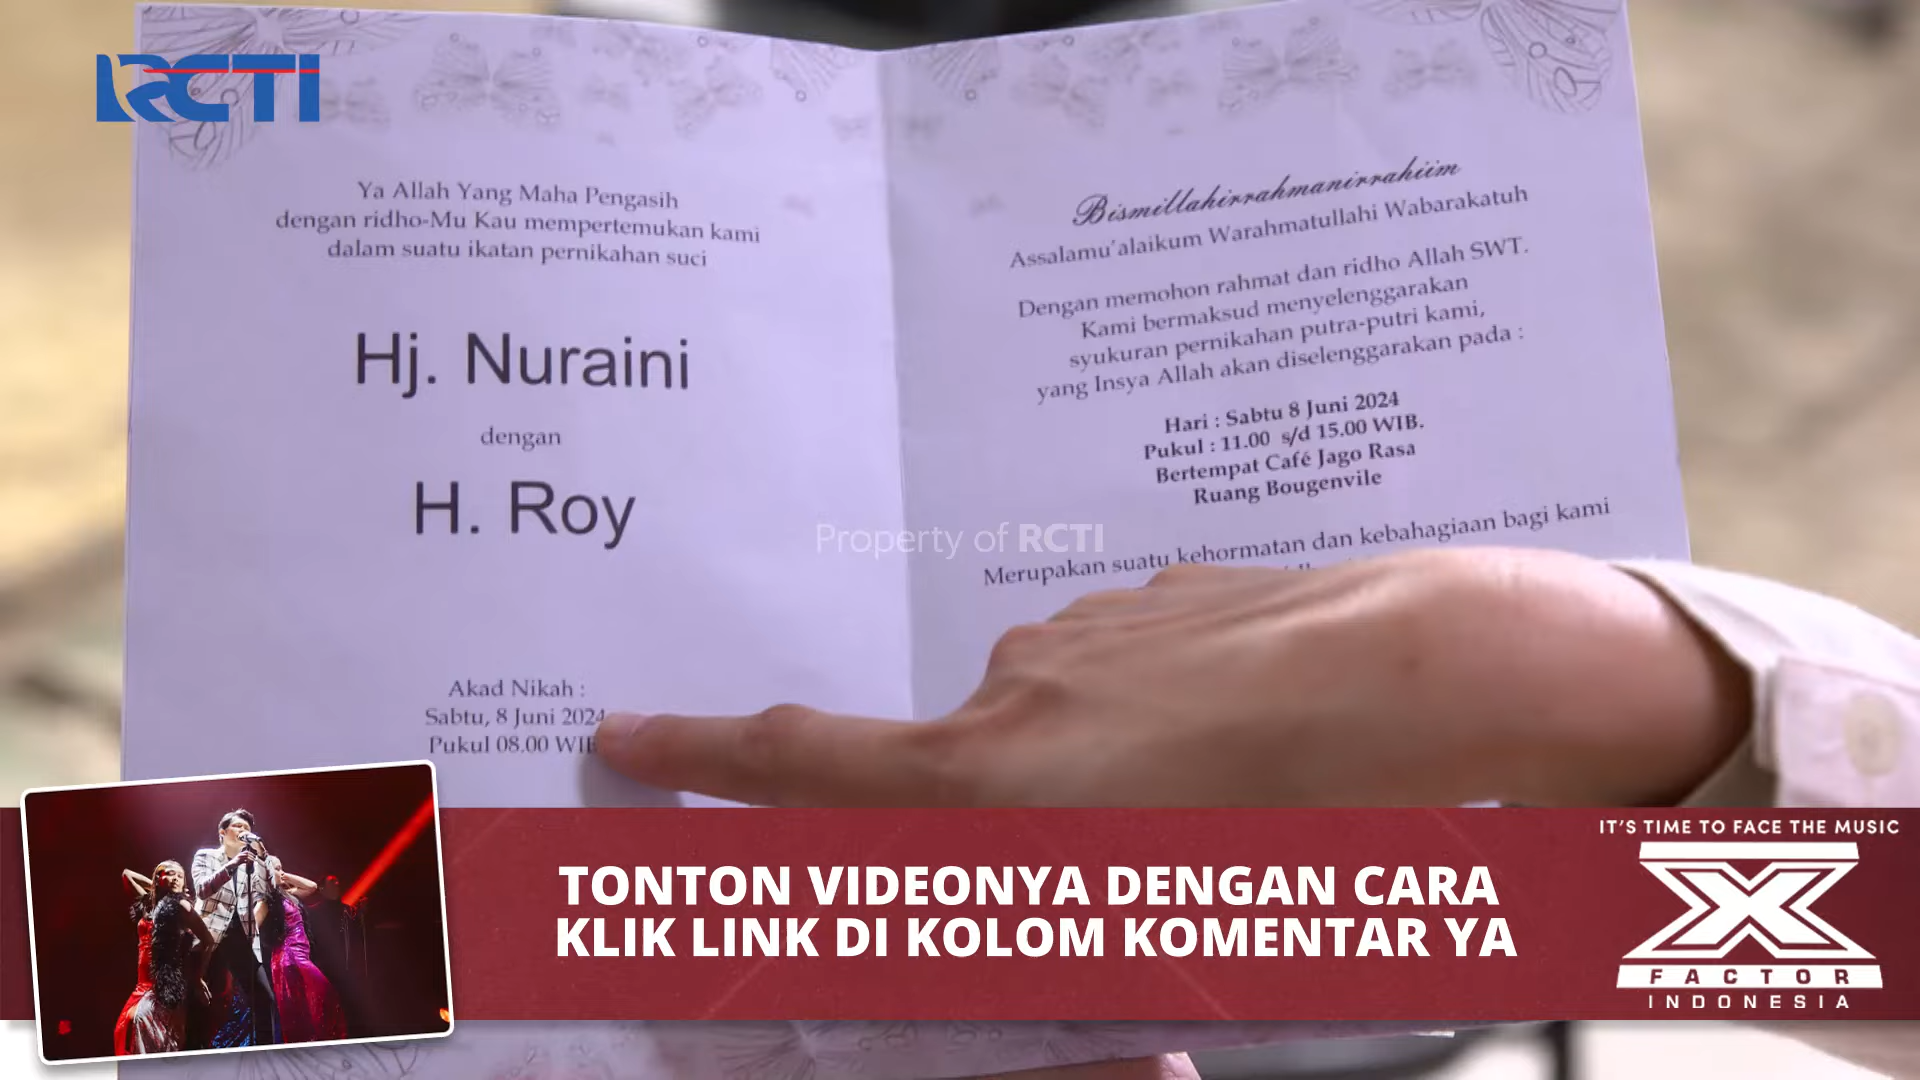 RCTI
Ya Allah Yang Maha Pengasih
dengan ridho-Mu Kau mempertemukan kami
dalam suatu ikatan pernikahan suci
Hj. Nuraini
dengan
H. Roy
Akad Nikah :
Sabtu, 8 Juni 2024
Pukul 08.00
Bismillahirrahmanirrahiim
Assalamu'alaikum Warahmatullahi Wabarakatuh
Dengan memohon rahmat dan ridho Allah SWT.
Kami bermaksud menyelenggarakan
syukuran pernikahan putra-putri kami,
yang Insya Allah akan diselenggarakan pada :
Hari : Sabtu 8 Juni 2024
Pukul : 11.00 s/d 15.00 WIB.
Bertempat Café Jago Rasa
Ruang Bougenvile
Merupakan suatu kehormatan dan kebahagiaan bagi kami
Property of RCTI
TONTON VIDEONYA DENGAN CARA
KLIK LINK DI KOLOM KOMENTAR YA
IT'S TIME TO FACE THE MUSIC
X
FACTOR
INDONESIA